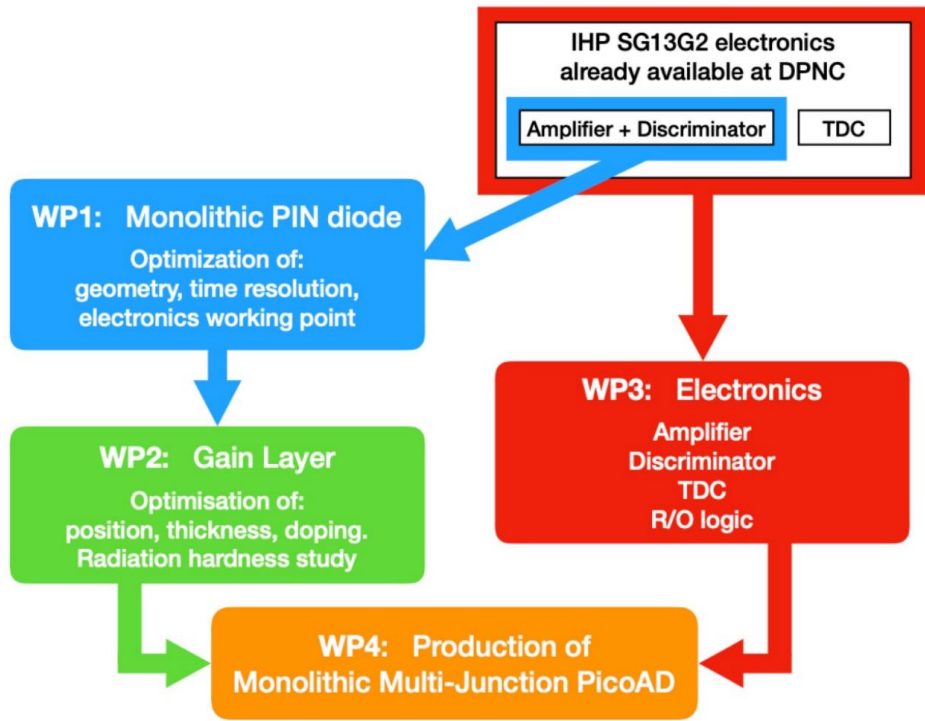 IHP SG13G2 electronics
already available at DPNC
Amplifier + Discriminator
TDC
WP1: Monolithic PIN diode
Optimization of:
geometry, time resolution,
electronics working point
WP3: Electronics
Amplifier
Discriminator
TDC
R/O logic
WP2: Gain Layer
Optimisation of:
position, thickness, doping.
Radiation hardness study
WP4: Production of
Monolithic Multi-Junction PicoAD